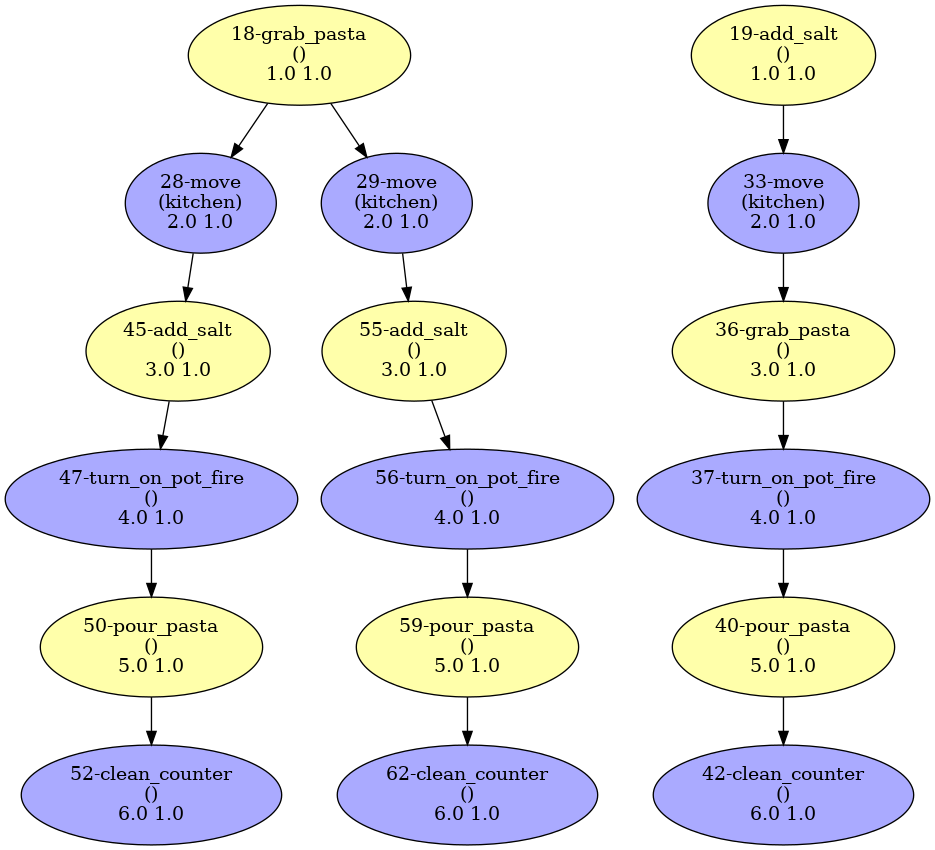 18-grab_pasta
()
1.0 1.0
19-add_salt
()
1.0 1.0
28-move
(kitchen)
2.0 1.0
29-move
(kitchen)
2.0 1.0
33-move
(kitchen)
2.0 1.0
45-add_salt
()
3.0 1.0
55-add_salt
()
3.0 1.0
36-grab_pasta
()
3.0 1.0
47-turn_on_pot_fire
()
4.0 1.0
56-turn_on_pot_fire
()
4.0 1.0
37-turn_on_pot_fire
()
4.0 1.0
50-pour_pasta
()
5.0 1.0
59-pour_pasta
()
5.0 1.0
40-pour_pasta
()
5.0 1.0
52-clean_counter
()
6.0 1.0
62-clean_counter
()
6.0 1.0
42-clean_counter
()
6.0 1.0